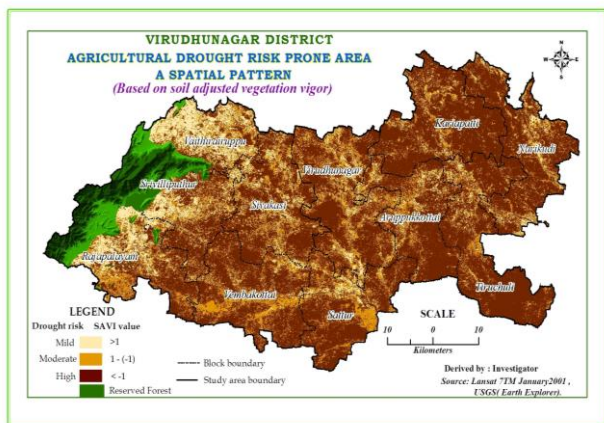 VIRUDHUNAGAR DISTRICT
AGRICULTURAL DROUGHT RISK PRONE AREA
A SPATIAL PATTERN
(Based on soil adjusted vegetation vigor)
N
W E
S
Kariapatti
Narikudi
Vathirairuppu
Virudhunagar
Srivilliputhur
Sivakasi
Aruppukkottai
Rajapalayam
Tiruchuli
Vembakottai
Sattur
LEGEND
Drought risk SAVI value
Mild >1
Moderate 1 - (-1)
High < -1
Reserved Forest
Block boundary
Study area boundary
SCALE
10 0 10
Kilometers
Derived by : Investigator
Source: Lansat 7TM January2001 ,
USGS( Earth Explorer).